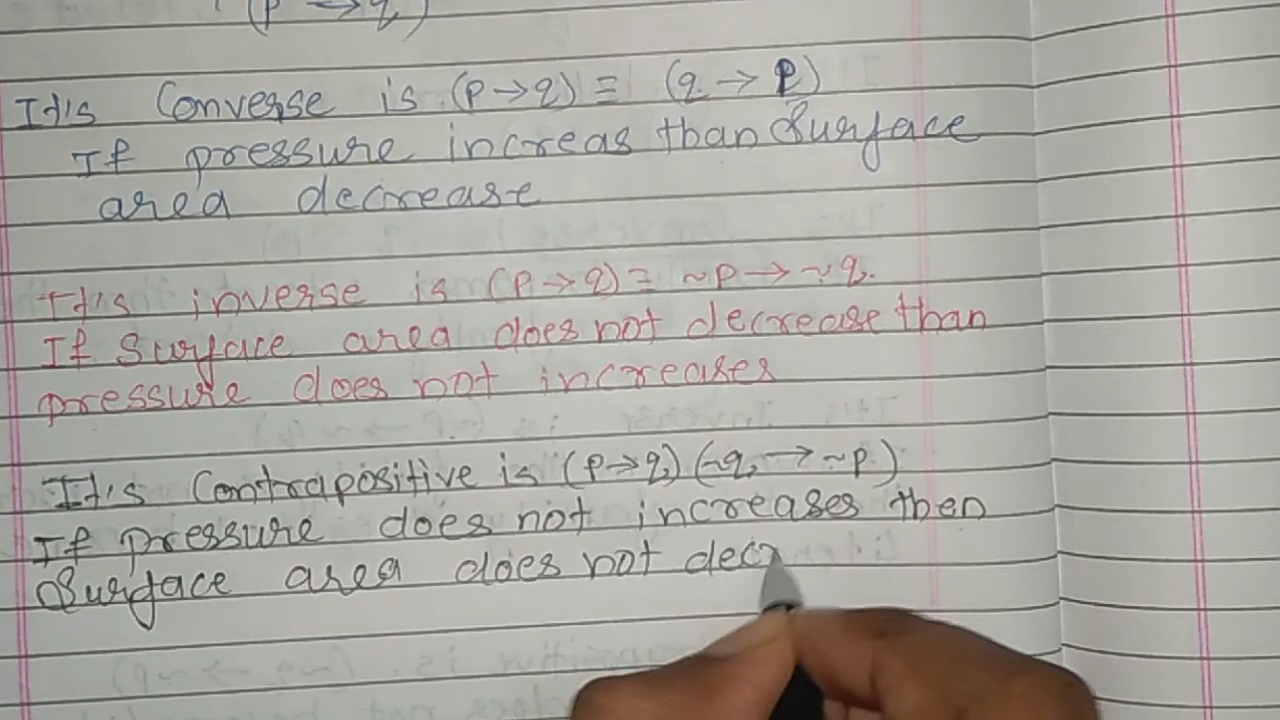 (p → q)
It's Converse is (p→q) ≡ (q → p)
If pressure increas than Surface
area decrease
It's inverse is (p→q) ≡ ~p → ~q.
If Surface area does not decrease than
pressure does not increases
It's Contrapositive is (p→q) (~q → ~p)
If pressure does not increases then
Surface area does not decr